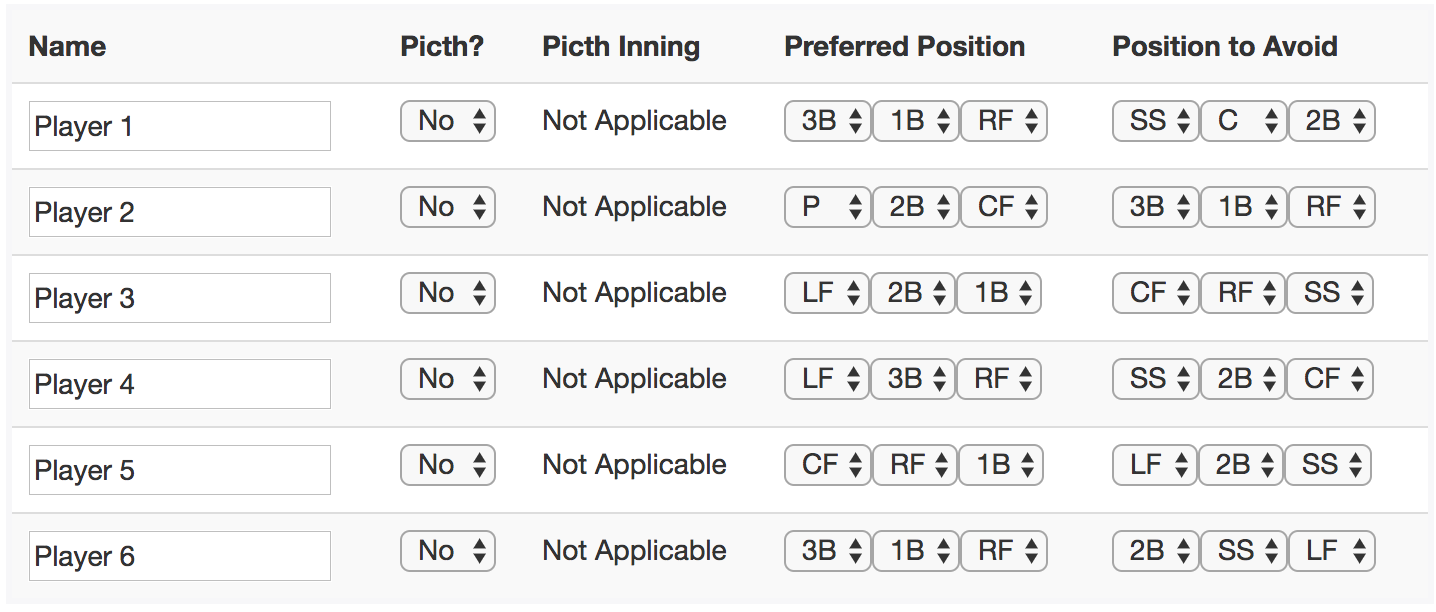 Name Picth? Picth Inning Preferred Position Position to Avoid
Player 1 No Not Applicable 3B 1B RF SS C 2B
Player 2 No Not Applicable P 2B CF 3B 1B RF
Player 3 No Not Applicable LF 2B 1B CF RF SS
Player 4 No Not Applicable LF 3B RF SS 2B CF
Player 5 No Not Applicable CF RF 1B LF 2B SS
Player 6 No Not Applicable 3B 1B RF 2B SS LF